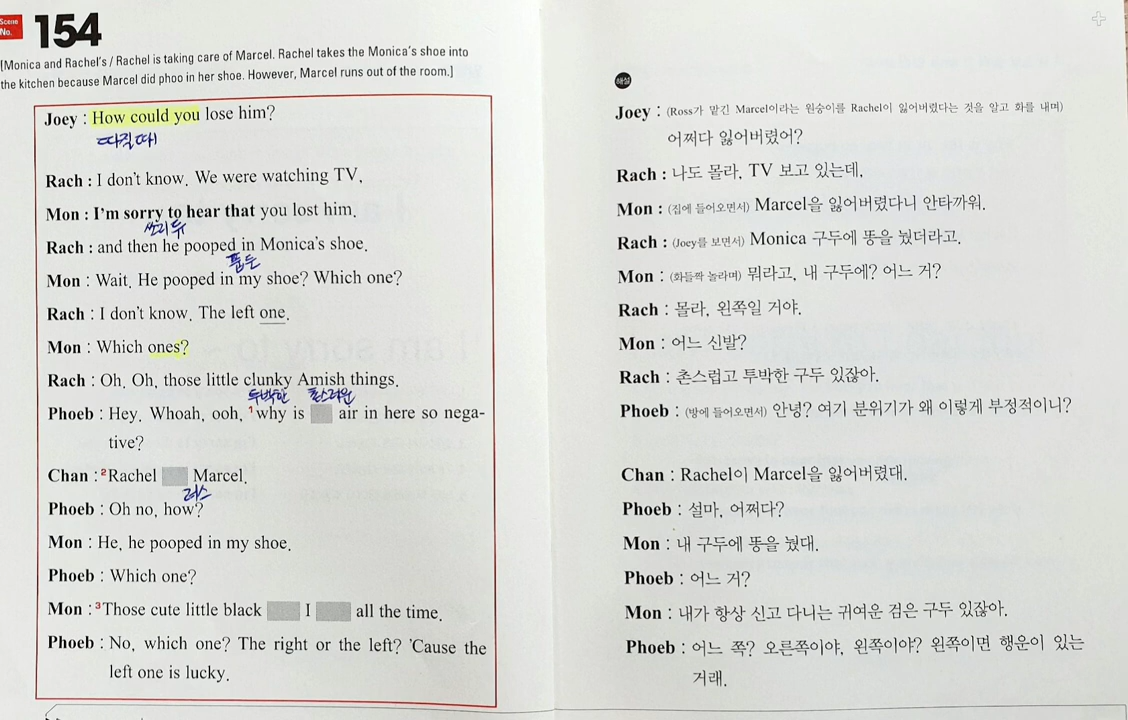 Scene No. 154
[Monica and Rachel's / Rachel is taking care of Marcel. Rachel takes the Monica's shoe into
the kitchen because Marcel did phoo in her shoe. However, Marcel runs out of the room.]
Joey : How could you lose him?
따질 때!
Rach : I don't know. We were watching TV.
Mon : I'm sorry to hear that you lost him.
쏘리 두
Rach : and then he pooped in Monica's shoe.
Mon : Wait. He pooped in my shoe? Which one?
Rach : I don't know. The left one.
Mon : Which ones?
Rach : Oh, Oh, those little clunky Amish things.
투박한 촌스러운
Phoeb : Hey. Whoah, ooh, 1why is air in here so nega-
tive?
Chan : 2Rachel Marcel.
Phoeb : Oh no, how?
Mon : He, he pooped in my shoe.
Phoeb : Which one?
Mon : 3Those cute little black I all the time.
Phoeb : No, which one? The right or the left? 'Cause the
left one is lucky.
해설
Joey : (Ross가 맡긴 Marcel이라는 원숭이를 Rachel이 잃어버렸다는 것을 알고 화를 내며)
어쩌다 잃어버렸어?
Rach : 나도 몰라. TV 보고 있는데.
Mon : (집에 들어오면서) Marcel을 잃어버렸다니 안타까워.
Rach : (Joey를 보면서) Monica 구두에 똥을 눴더라고.
Mon : (화들짝 놀라며) 뭐라고, 내 구두에? 어느 거?
Rach : 몰라, 왼쪽일 거야.
Mon : 어느 신발?
Rach : 촌스럽고 투박한 구두 있잖아.
Phoeb : (방에 들어오면서) 안녕? 여기 분위기가 왜 이렇게 부정적이니?
Chan : Rachel이 Marcel을 잃어버렸대.
Phoeb : 설마, 어쩌다?
Mon : 내 구두에 똥을 눴대.
Phoeb : 어느 거?
Mon : 내가 항상 신고 다니는 귀여운 검은 구두 있잖아.
Phoeb : 어느 쪽? 오른쪽이야, 왼쪽이야? 왼쪽이면 행운이 있는
거래.